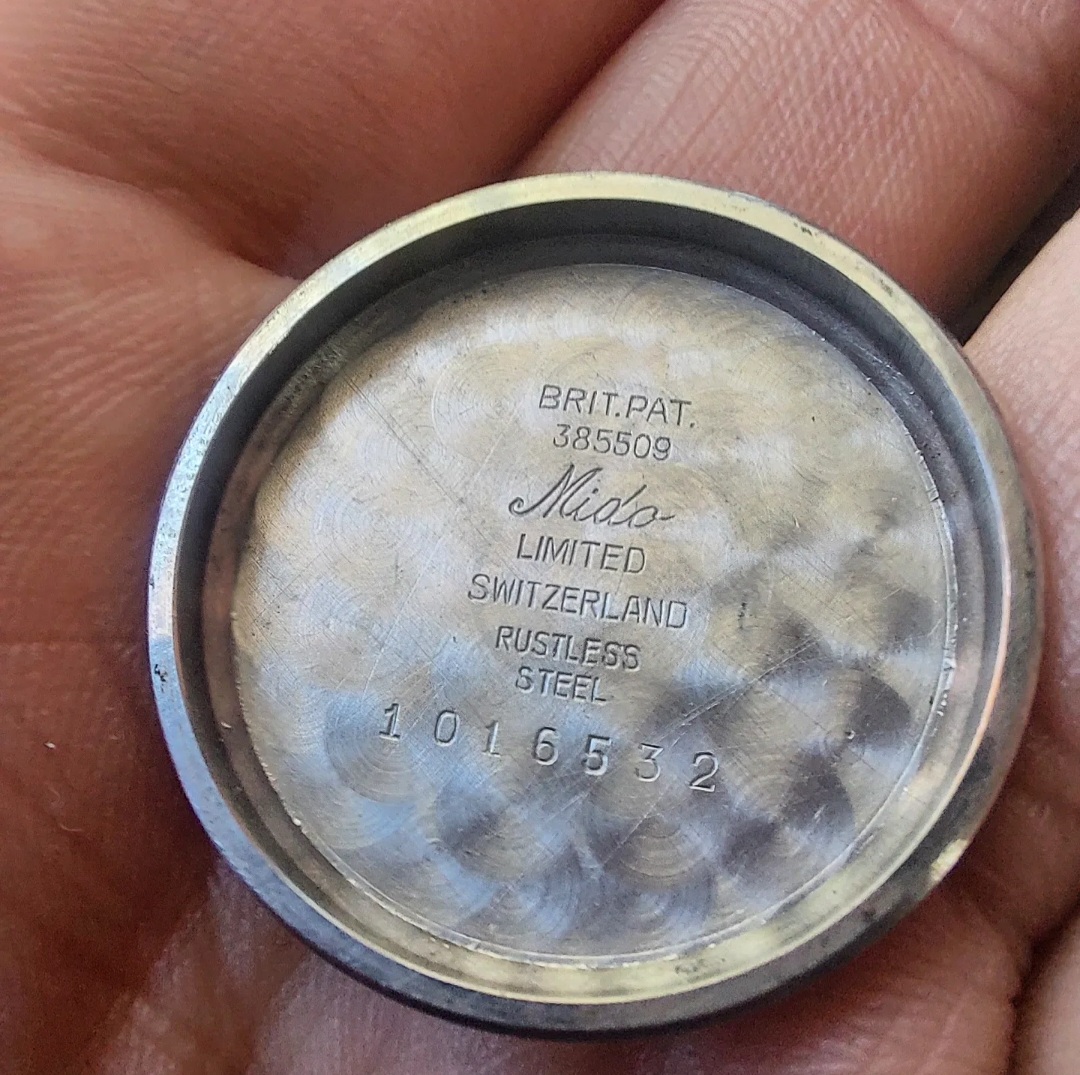 BRIT.PAT.
385509
Mido
LIMITED
SWITZERLAND
RUSTLESS
STEEL
1016532